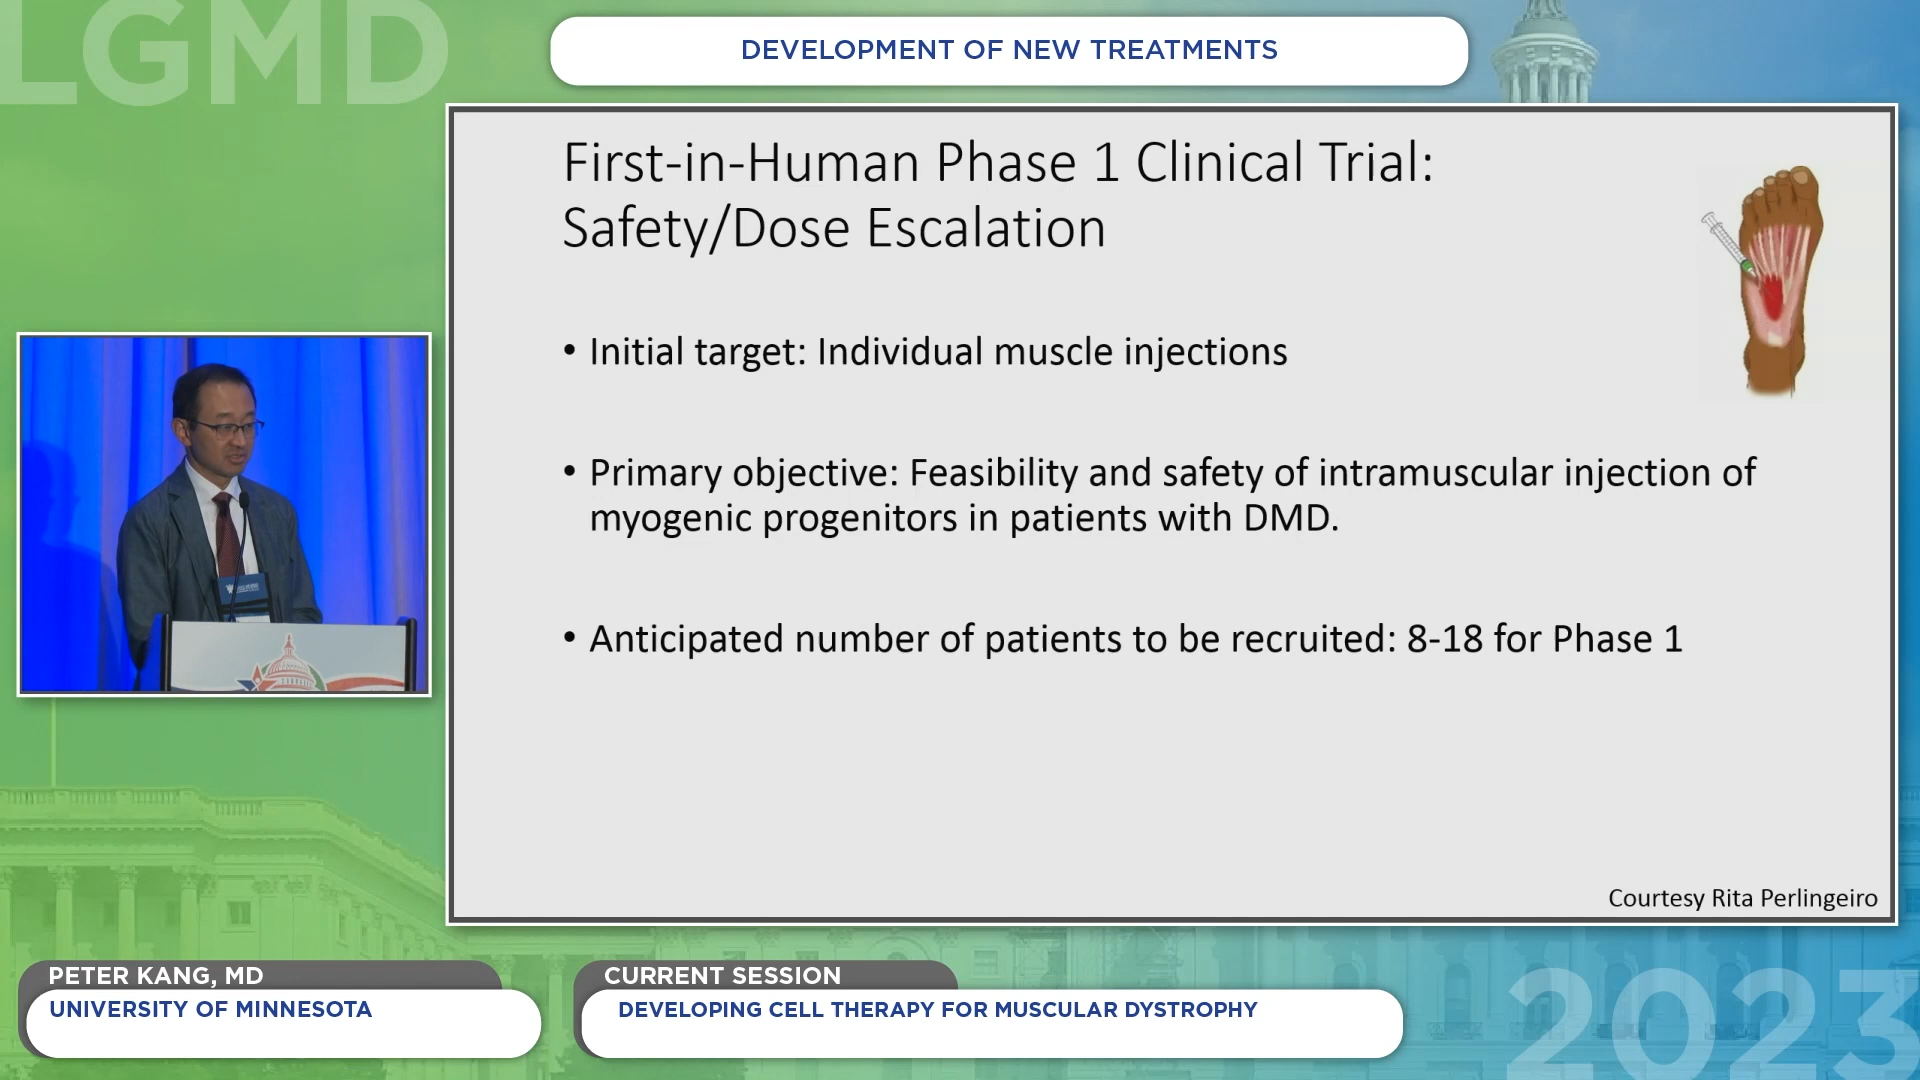 LGMD
DEVELOPMENT OF NEW TREATMENTS
First-in-Human Phase 1 Clinical Trial:
Safety/Dose Escalation
• Initial target: Individual muscle injections
• Primary objective: Feasibility and safety of intramuscular injection of
myogenic progenitors in patients with DMD.
• Anticipated number of patients to be recruited: 8-18 for Phase 1
Courtesy Rita Perlingeiro
PETER KANG, MD
UNIVERSITY OF MINNESOTA
CURRENT SESSION
DEVELOPING CELL THERAPY FOR MUSCULAR DYSTROPHY
2023